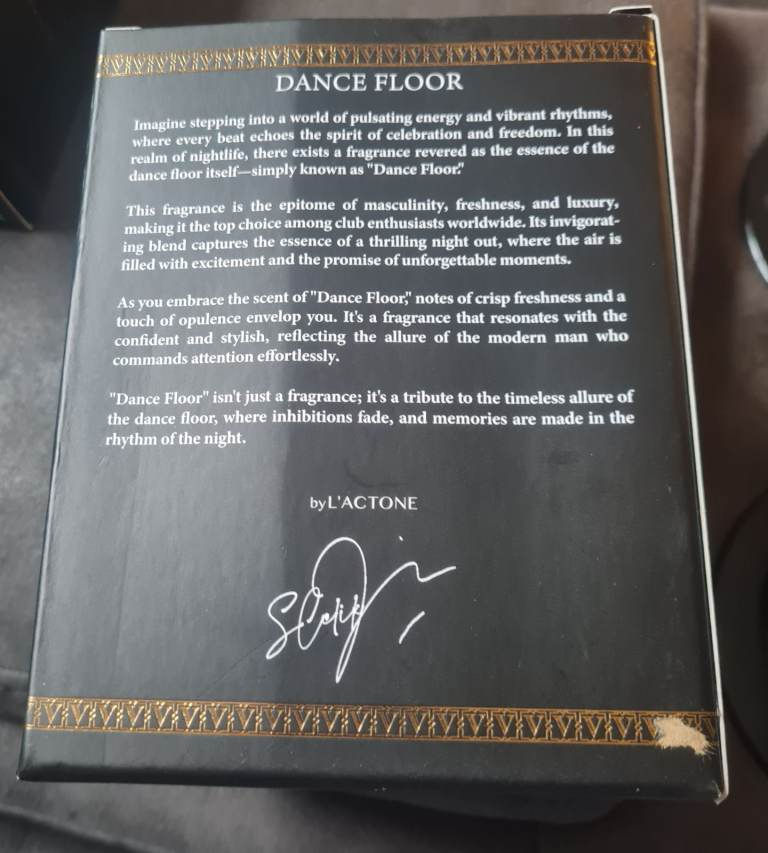 DANCE FLOOR
Imagine stepping into a world of pulsating energy and vibrant rhythms,
where every beat echoes the spirit of celebration and freedom. In this
realm of nightlife, there exists a fragrance revered as the essence of the
dance floor itself—simply known as "Dance Floor."
This fragrance is the epitome of masculinity, freshness, and luxury,
making it the top choice among club enthusiasts worldwide. Its invigorat-
ing blend captures the essence of a thrilling night out, where the air is
filled with excitement and the promise of unforgettable moments.
As you embrace the scent of "Dance Floor," notes of crisp freshness and a
touch of opulence envelop you. It's a fragrance that resonates with the
confident and stylish, reflecting the allure of the modern man who
commands attention effortlessly.
"Dance Floor" isn't just a fragrance; it's a tribute to the timeless allure of
the dance floor, where inhibitions fade, and memories are made in the
rhythm of the night.
by L'ACTONE